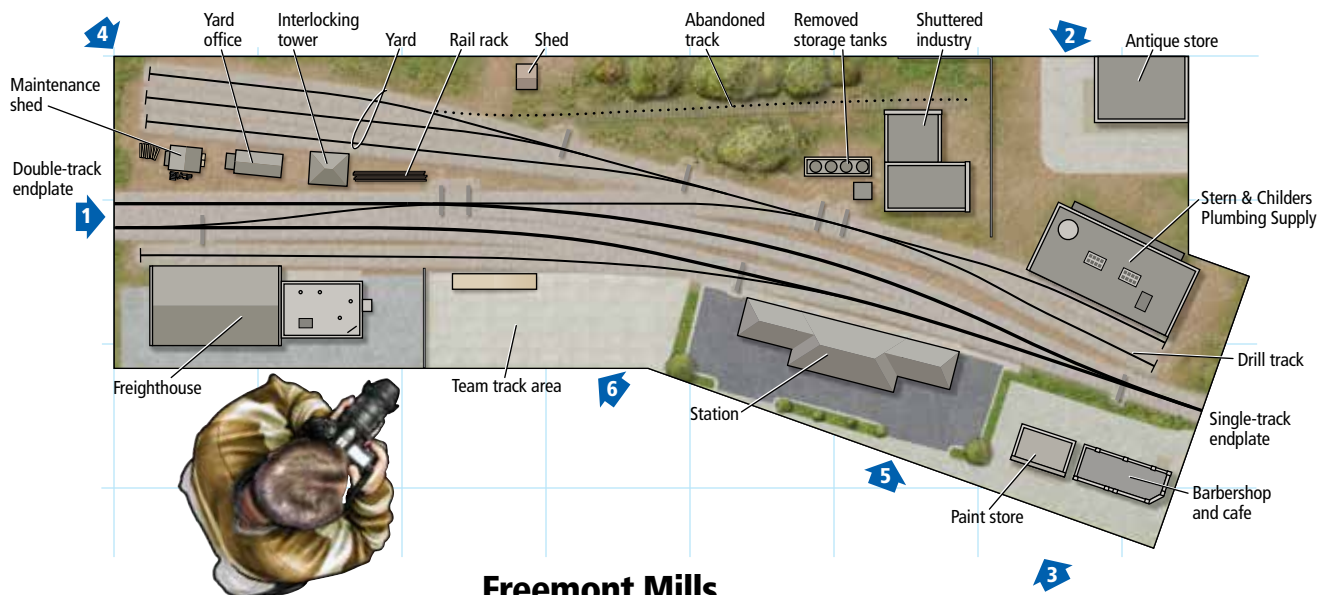 4
Yard
office
Interlocking
tower
Yard
Rail rack
Shed
Abandoned
track
Removed
storage tanks
Shuttered
industry
2
Antique store
Maintenance
shed
Double-track
endplate
1
Stern & Childers
Plumbing Supply
Freighthouse
Team track area
6
Station
Drill track
Single-track
endplate
5
Paint store
Barbershop
and cafe
3
Freemont Mills